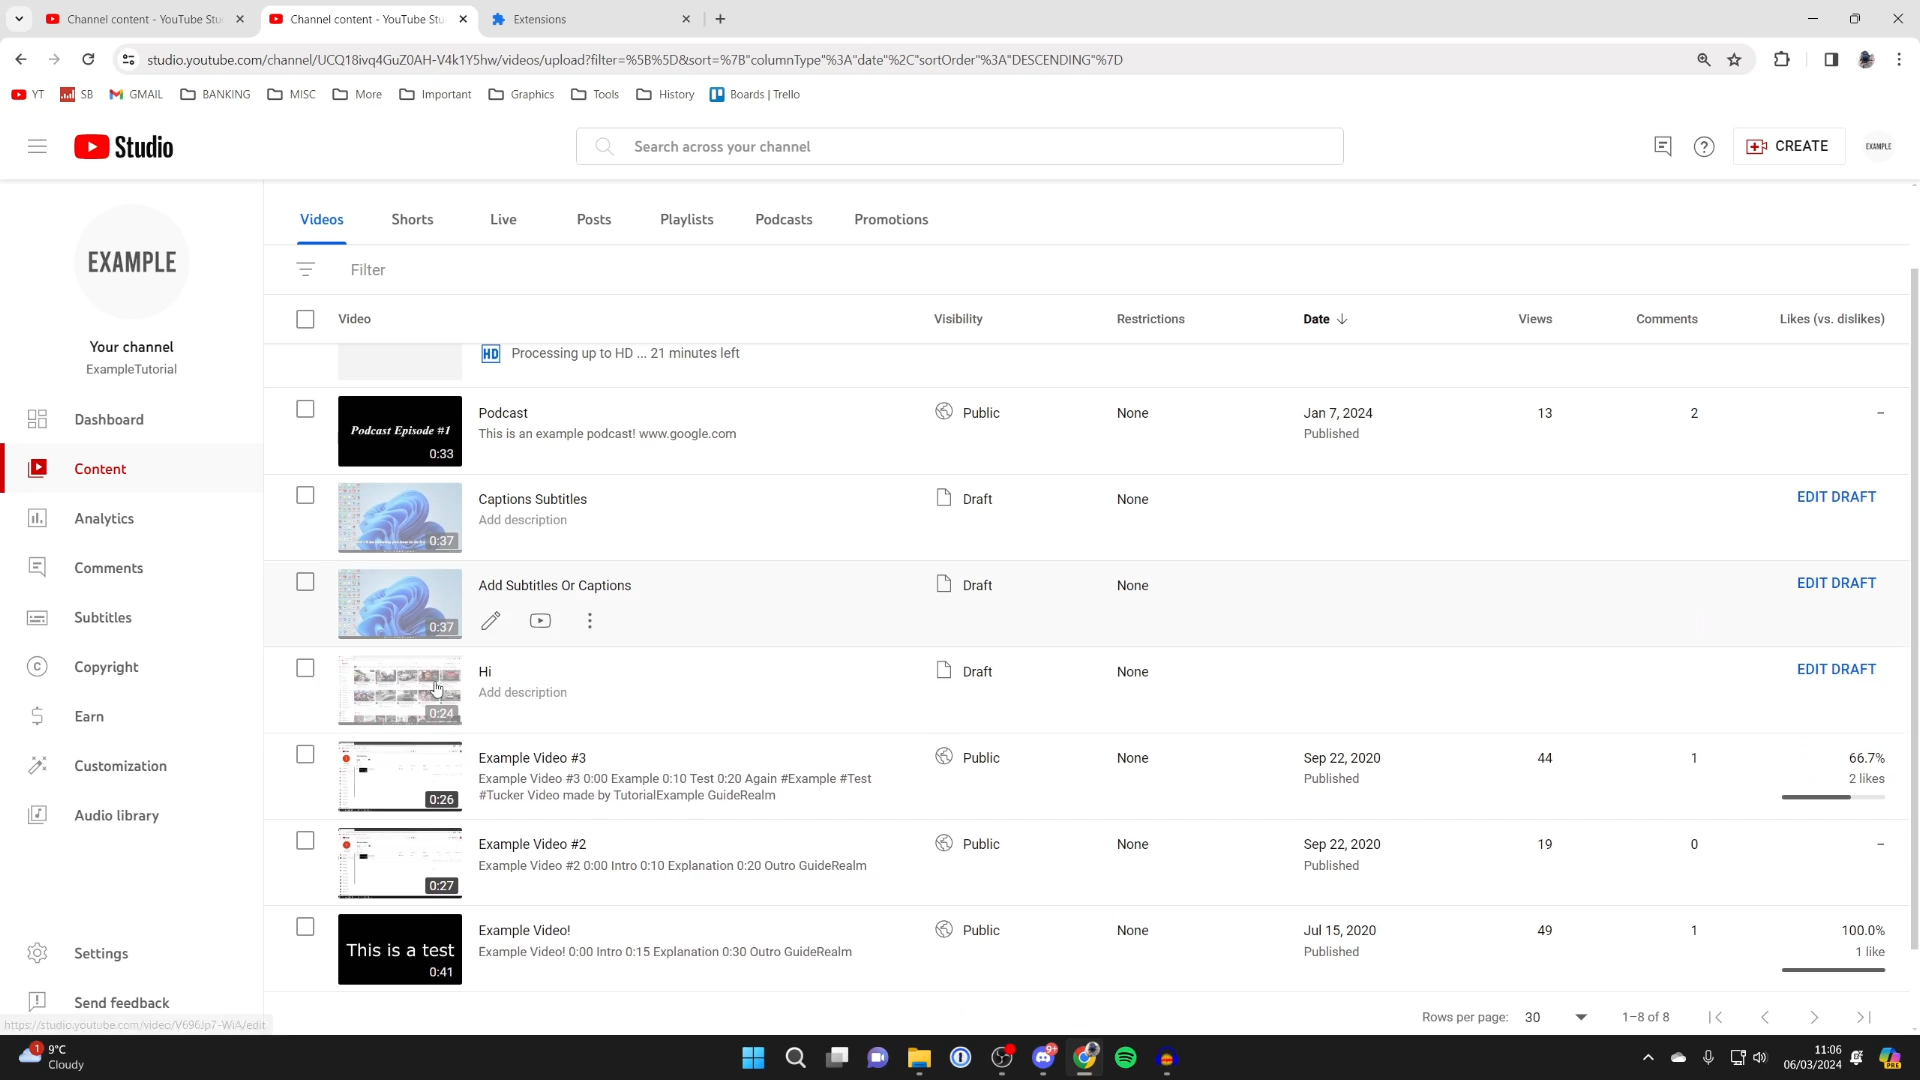 Channel content - YouTube Stu
Channel content - YouTube Stu
Extensions
studio.youtube.com/channel/UCQ18ivq4GuZ0AH-V4k1Y5hw/videos/upload?filter=%5B%5D&sort=%7B"columnType"%3A"date"%2C"sortOrder"%3A"DESCENDING"%7D
YT
SB
GMAIL
BANKING
MISC
More
Important
Graphics
Tools
History
Boards | Trello
Studio
Search across your channel
CREATE
EXAMPLE
EXAMPLE
Your channel
ExampleTutorial
Dashboard
Content
Analytics
Comments
Subtitles
Copyright
Earn
Customization
Audio library
Settings
Send feedback
https://studio.youtube.com/video/V696Jp7-WiA/edit
Videos
Shorts
Live
Posts
Playlists
Podcasts
Promotions
Filter
Video
Visibility
Restrictions
Date
Views
Comments
Likes (vs. dislikes)
HD Processing up to HD ... 21 minutes left
Podcast Episode #1
0:33
Podcast
This is an example podcast! www.google.com
Public
None
Jan 7, 2024
Published
13
2
–
0:37
Captions Subtitles
Add description
Draft
None
EDIT DRAFT
0:37
Add Subtitles Or Captions
Draft
None
EDIT DRAFT
0:24
Hi
Add description
Draft
None
EDIT DRAFT
0:26
Example Video #3
Example Video #3 0:00 Example 0:10 Test 0:20 Again #Example #Test
#Tucker Video made by TutorialExample GuideRealm
Public
None
Sep 22, 2020
Published
44
1
66.7%
2 likes
0:27
Example Video #2
Example Video #2 0:00 Intro 0:10 Explanation 0:20 Outro GuideRealm
Public
None
Sep 22, 2020
Published
19
0
–
This is a test
0:41
Example Video!
Example Video! 0:00 Intro 0:15 Explanation 0:30 Outro GuideRealm
Public
None
Jul 15, 2020
Published
49
1
100.0%
1 like
Rows per page: 30
1–8 of 8
1
9°C
Cloudy
9+
11:06
06/03/2024
PRE